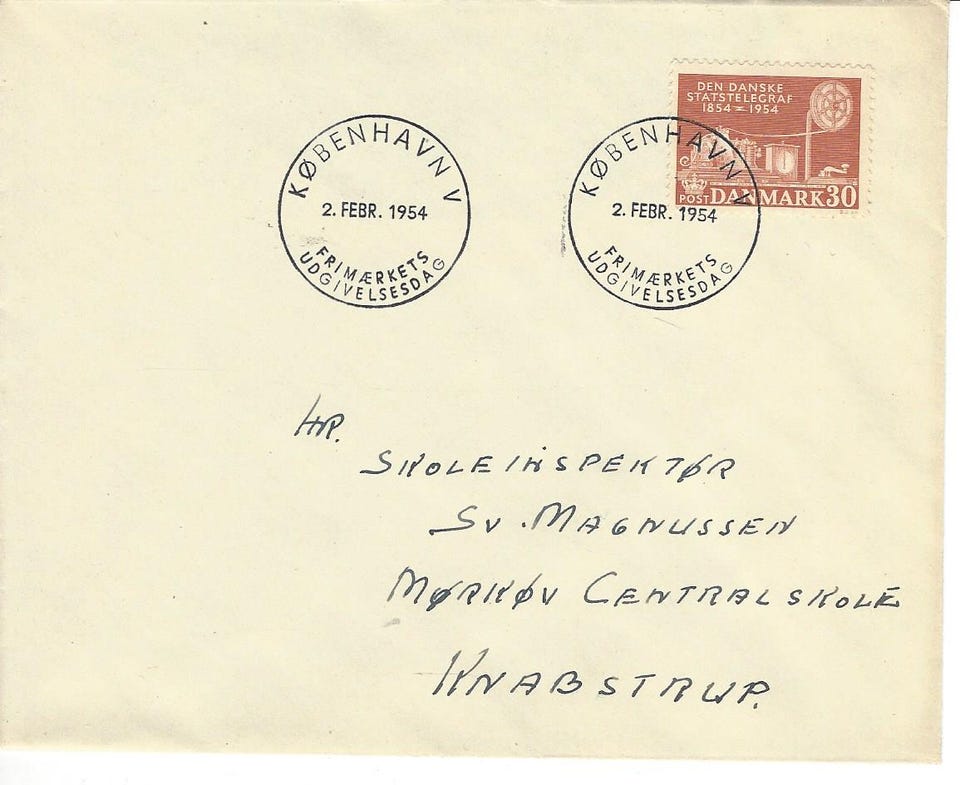 DEN DANSKE
STATSTELEGRAF
1854 - 1954
POST DANMARK 30
KØBENHAVN V
2. FEBR. 1954
FRIMÆRKETS
UDGIVELSESDAG
KØBENHAVN V
2. FEBR. 1954
FRIMÆRKETS
UDGIVELSESDAG
HR.
SKOLEINSPEKTØR
SV. MAGNUSSEN
MØRKØV CENTRALSKOLE
KNABSTRUP.